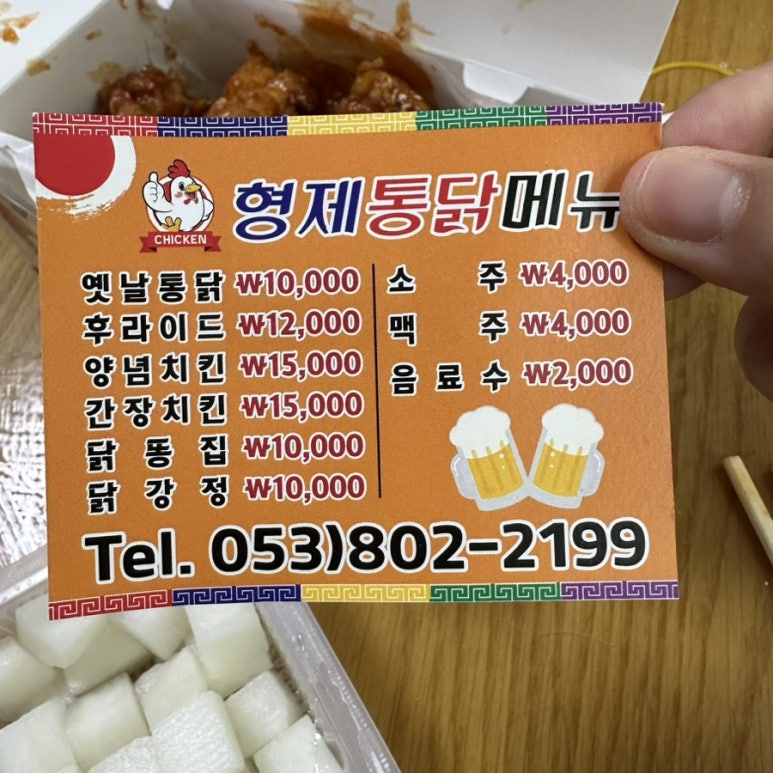 CHICKEN
형제통닭메뉴
옛날통닭 ₩10,000
후라이드 ₩12,000
양념치킨 ₩15,000
간장치킨 ₩15,000
닭똥집 ₩10,000
닭강정 ₩10,000
소주 ₩4,000
맥주 ₩4,000
음료수 ₩2,000
Tel. 053)802-2199